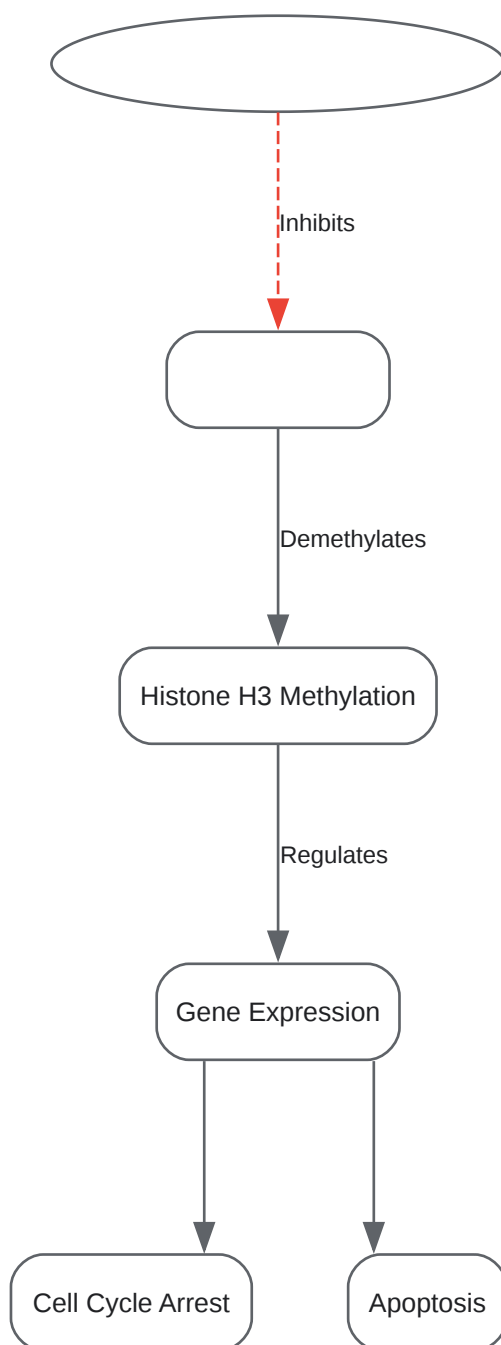 Inhibits
Demethylates
Histone H3 Methylation
Regulates
Gene Expression
Cell Cycle Arrest
Apoptosis